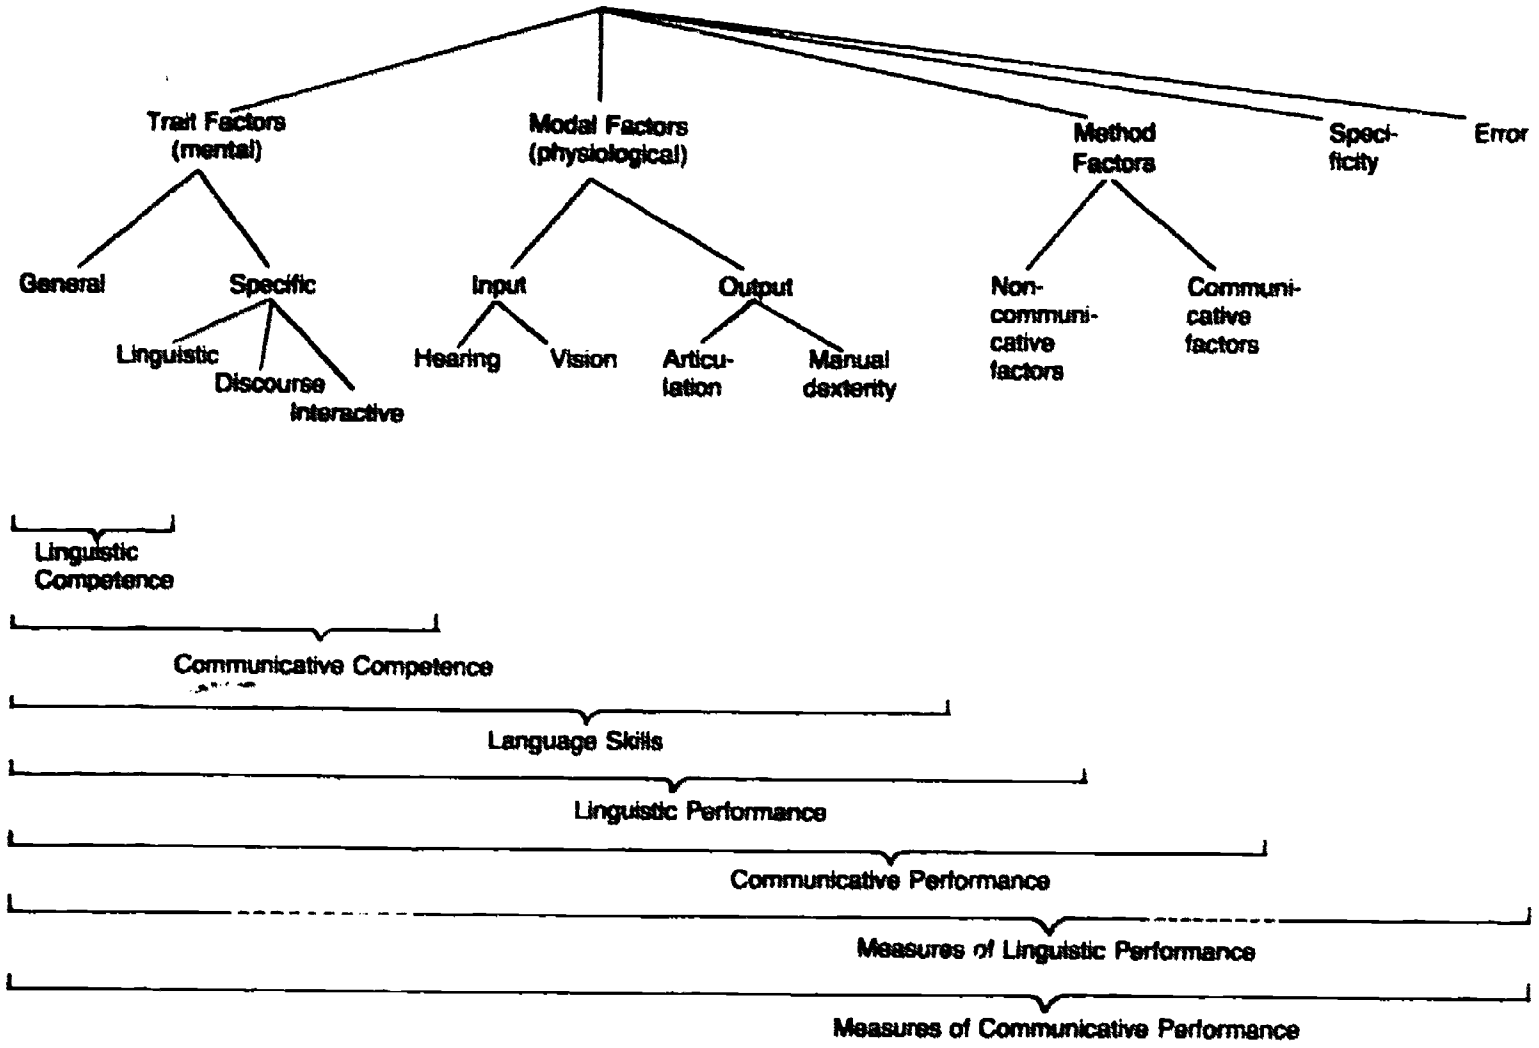 Trait Factors
(mental)
Modal Factors
(physiological)
Method
Factors
Speci-
ficity
Error
General
Specific
Linguistic
Discourse
Interactive
Input
Hearing
Vision
Output
Articu-
lation
Manual
dexterity
Non-
communi-
cative
factors
Communi-
cative
factors
Linguistic
Competence
Communicative Competence
Language Skills
Linguistic Performance
Communicative Performance
Measures of Linguistic Performance
Measures of Communicative Performance